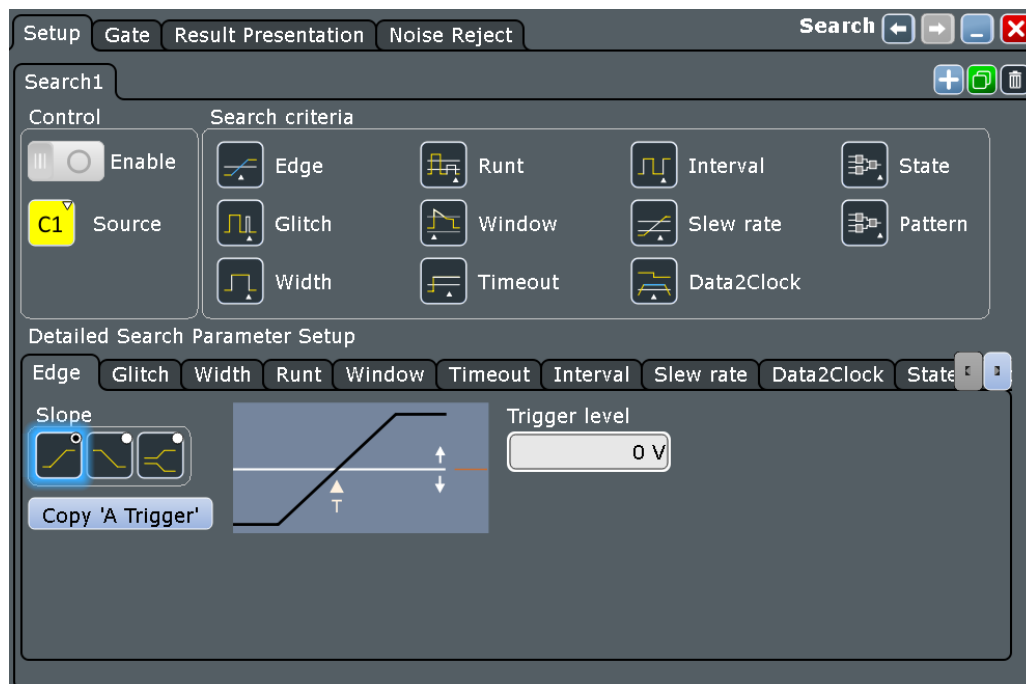 Setup Gate Result Presentation Noise Reject Search
Search1
Control Search criteria
Enable Edge Runt Interval State
C1 Source Glitch Window Slew rate Pattern
Width Timeout Data2Clock
Detailed Search Parameter Setup
Edge Glitch Width Runt Window Timeout Interval Slew rate Data2Clock State
Slope Trigger level
0 V
T
Copy 'A Trigger'